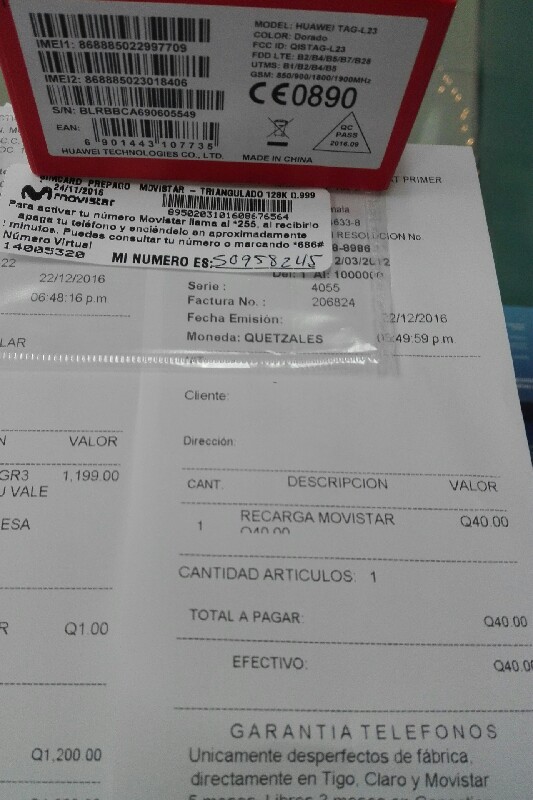 MODEL: HUAWEI TAG-L23
COLOR: Dorado
FCC ID: QISTAG-L23
FDD LTE: B2/B4/B5/B7/B28
UTMS: B1/B2/B4/B5
GSM: 850/900/1800/1900MHz
IMEI1: 868885022997709
IMEI2: 868885023018406
S/N: BLRBBCA690605549
EAN:
6 901443 107735
HUAWEI TECHNOLOGIES CO., LTD.
CE0890
QC
PASS
2016.09
MADE IN CHINA
SIMCARD PREPAGO MOVISTAR - TRIANGULADO 128K 0.999
24/11/2015
movistar
8950203101608676564
Para activar tu número Movistar llama al *255, al recibirlo
apaga tu teléfono y enciéndelo en aproximadamente
minutos. Puedes consultar tu número o marcando *686#
Número Virtual
14005320
MI NUMERO ES: 50958245
PRIMER
633-8
RESOLUCION No.
8-8986
2/03/2012
Del: 1 Al: 1000000
Serie : 4055
Factura No. : 206824
Fecha Emisión: 22/12/2016
Moneda: QUETZALES 06:49:59 p.m
22
22/12/2016
06:48:16 p.m
LAR
Cliente:
Dirección:
CANT. DESCRIPCION VALOR
1 RECARGA MOVISTAR Q40.00
Q40.00
CANTIDAD ARTICULOS: 1
TOTAL A PAGAR: Q40.00
EFECTIVO: Q40.0
GARANTIA TELEFONOS
Unicamente desperfectos de fábrica,
directamente en Tigo, Claro y Movistar
N VALOR
GR3 1,199.00
U VALE
ESA
R Q1.00
Q1,200.00